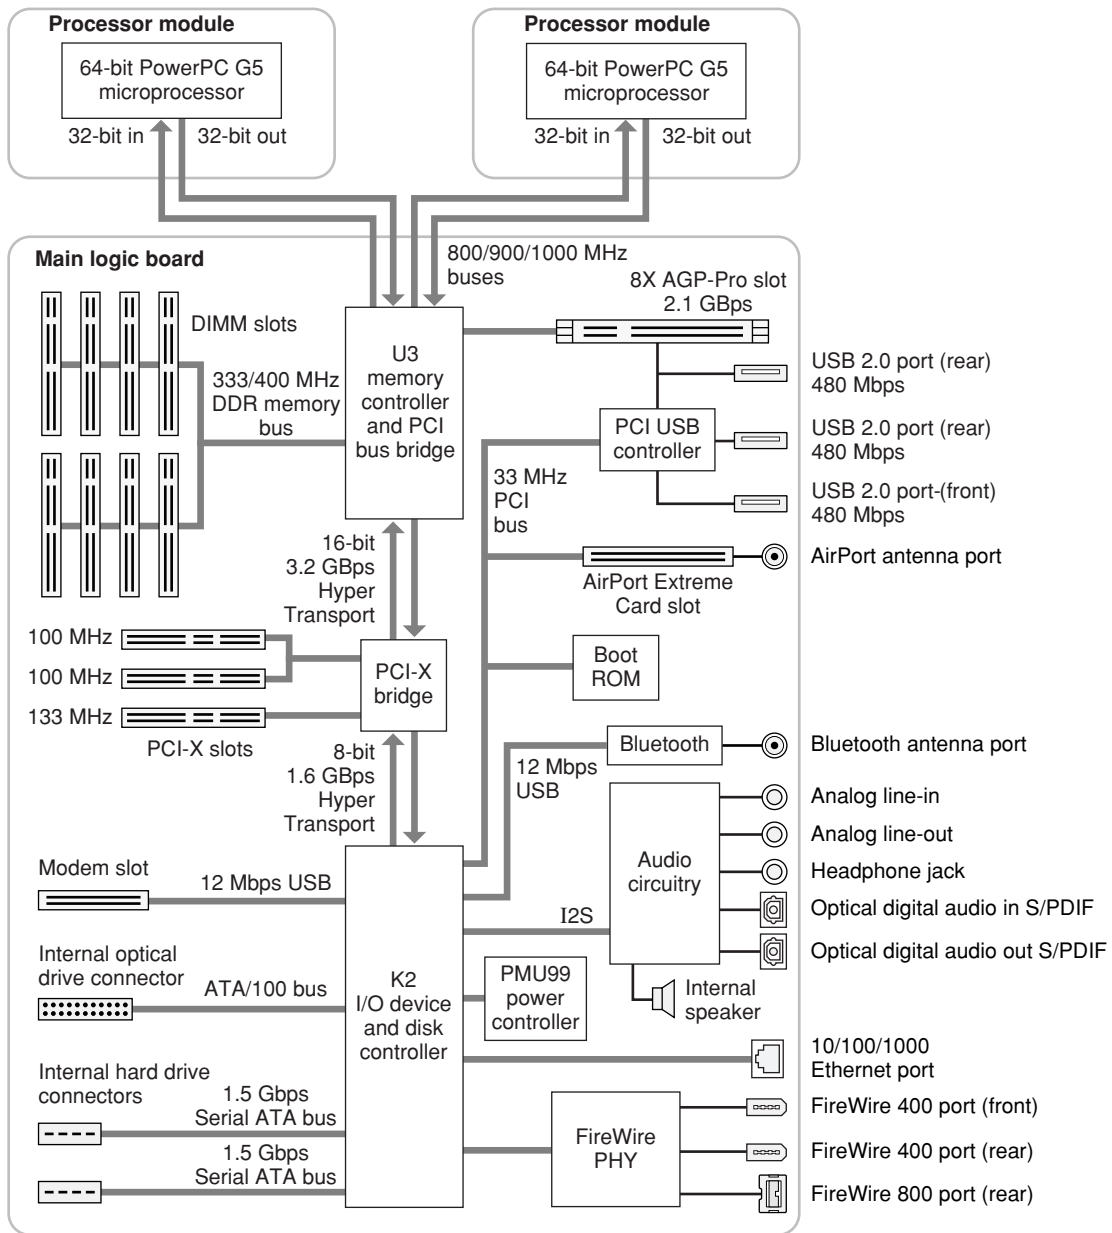 Processor module
64-bit PowerPC G5
microprocessor
32-bit in
32-bit out
Processor module
64-bit PowerPC G5
microprocessor
32-bit in
32-bit out
Main logic board
800/900/1000 MHz
buses
8X AGP-Pro slot
2.1 GBps
DIMM slots
U3
memory
controller
and PCI
bus bridge
333/400 MHz
DDR memory
bus
USB 2.0 port (rear)
480 Mbps
PCI USB
controller
USB 2.0 port (rear)
480 Mbps
33 MHz
PCI
bus
USB 2.0 port-(front)
480 Mbps
16-bit
3.2 GBps
Hyper
Transport
AirPort Extreme
Card slot
AirPort antenna port
100 MHz
100 MHz
133 MHz
PCI-X slots
PCI-X
bridge
Boot
ROM
8-bit
1.6 GBps
Hyper
Transport
12 Mbps
USB
Bluetooth
Bluetooth antenna port
Analog line-in
Analog line-out
Headphone jack
Optical digital audio in S/PDIF
Optical digital audio out S/PDIF
Audio
circuitry
I2S
Internal
speaker
Modem slot
12 Mbps USB
Internal optical
drive connector
ATA/100 bus
K2
I/O device
and disk
controller
PMU99
power
controller
10/100/1000
Ethernet port
Internal hard drive
connectors
1.5 Gbps
Serial ATA bus
1.5 Gbps
Serial ATA bus
FireWire
PHY
FireWire 400 port (front)
FireWire 400 port (rear)
FireWire 800 port (rear)